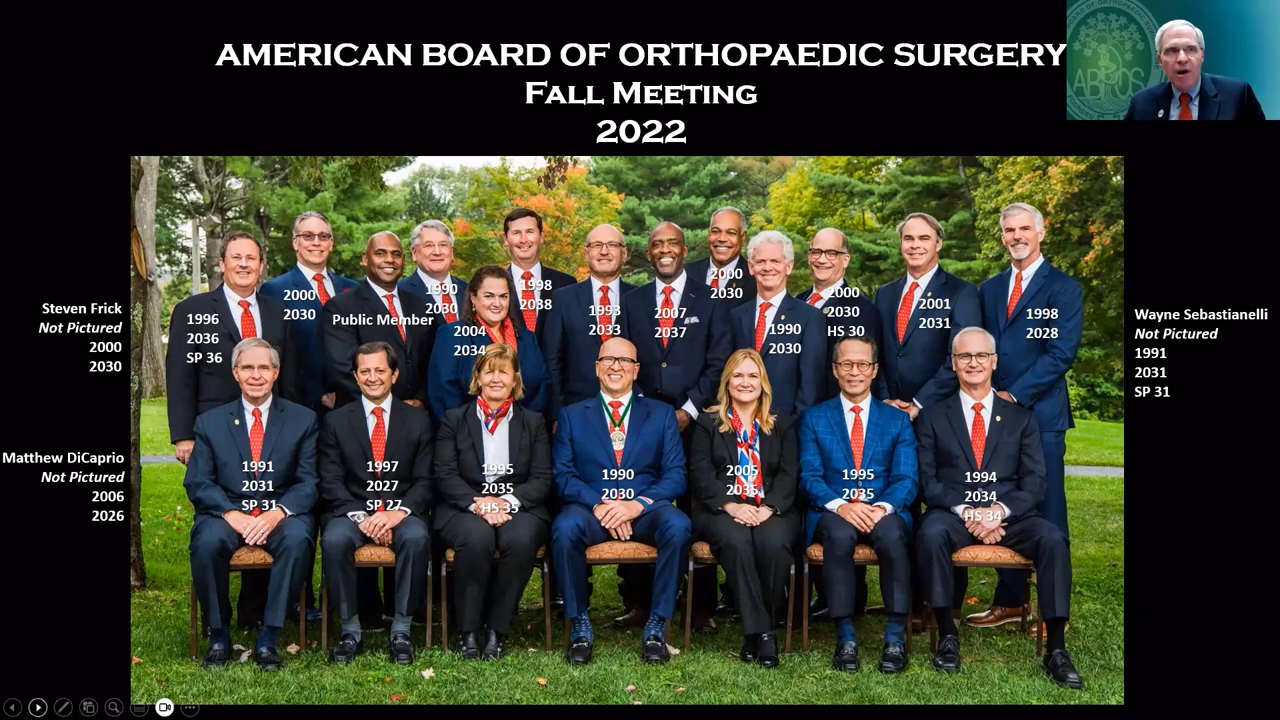 AMERICAN BOARD OF ORTHOPAEDIC SURGERY
FALL MEETING
2022
ABOS
Steven Frick
Not Pictured
2000
2030
Matthew DiCaprio
Not Pictured
2006
2026
1996
2036
SP 36
2000
2030
Public Member
1990
2030
2004
2034
1998
2038
1993
2033
2007
2037
2000
2030
1990
2030
2000
2030
HS 30
2001
2031
1998
2028
1991
2031
SP 31
1997
2027
SP 27
1995
2035
HS 35
1990
2030
2005
2035
1995
2035
1994
2034
HS 34
Wayne Sebastianelli
Not Pictured
1991
2031
SP 31